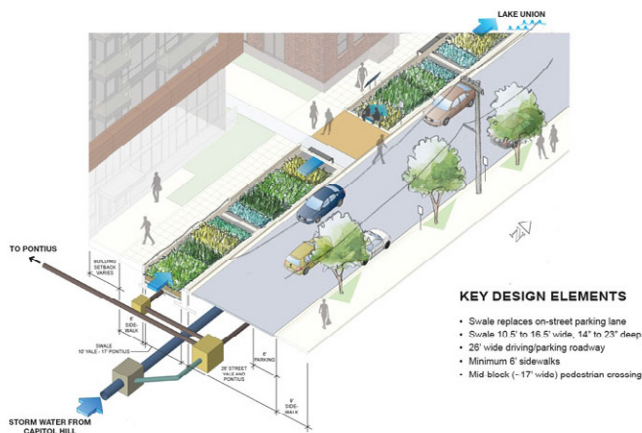 LAKE UNION
TO PONTIUS
BUILDING
SETBACK
VARIES
6'
SIDE-
WALK
SWALE
10' YALE - 17' PONTIUS
26' STREET
YALE AND
PONTIUS
6'
PARKING
6'
SIDE-
WALK
STORM WATER FROM
CAPITOL HILL
KEY DESIGN ELEMENTS
• Swale replaces on-street parking lane
• Swale 10.5' to 16.5' wide, 14" to 23" deep
• 26' wide driving/parking roadway
• Minimum 6' sidewalks
• Mid-block (~17' wide) pedestrian crossing